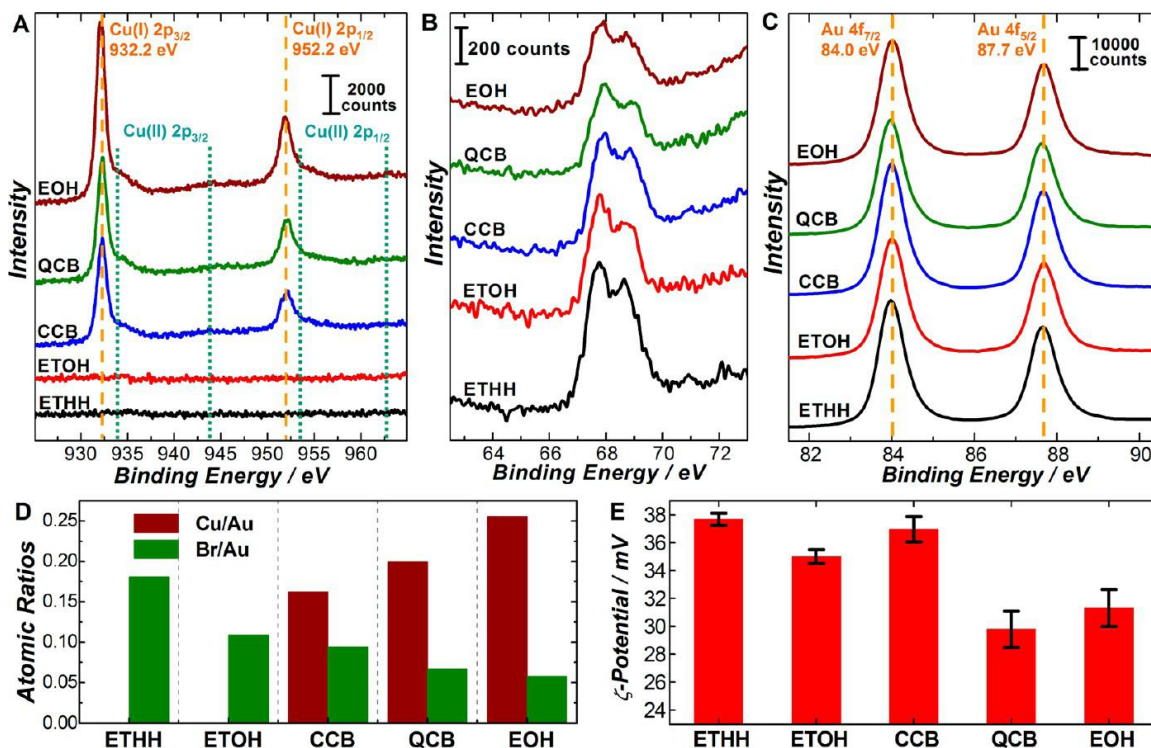 A
Cu(I) 2p3/2
932.2 eV
Cu(I) 2p1/2
952.2 eV
2000
counts
Cu(II) 2p3/2
Cu(II) 2p1/2
EOH
QCB
CCB
ETOH
ETHH
Intensity
930 935 940 945 950 955 960
Binding Energy / eV
B
200 counts
EOH
QCB
CCB
ETOH
ETHH
Intensity
64 66 68 70 72
Binding Energy / eV
C
Au 4f7/2
84.0 eV
Au 4f5/2
87.7 eV
10000
counts
EOH
QCB
CCB
ETOH
ETHH
Intensity
82 84 86 88 90
Binding Energy / eV
D
Cu/Au
Br/Au
0.25
0.20
0.15
0.10
0.05
0.00
Atomic Ratios
ETHH ETOH CCB QCB EOH
E
38
36
34
32
30
28
26
24
ζ-Potential / mV
ETHH ETOH CCB QCB EOH